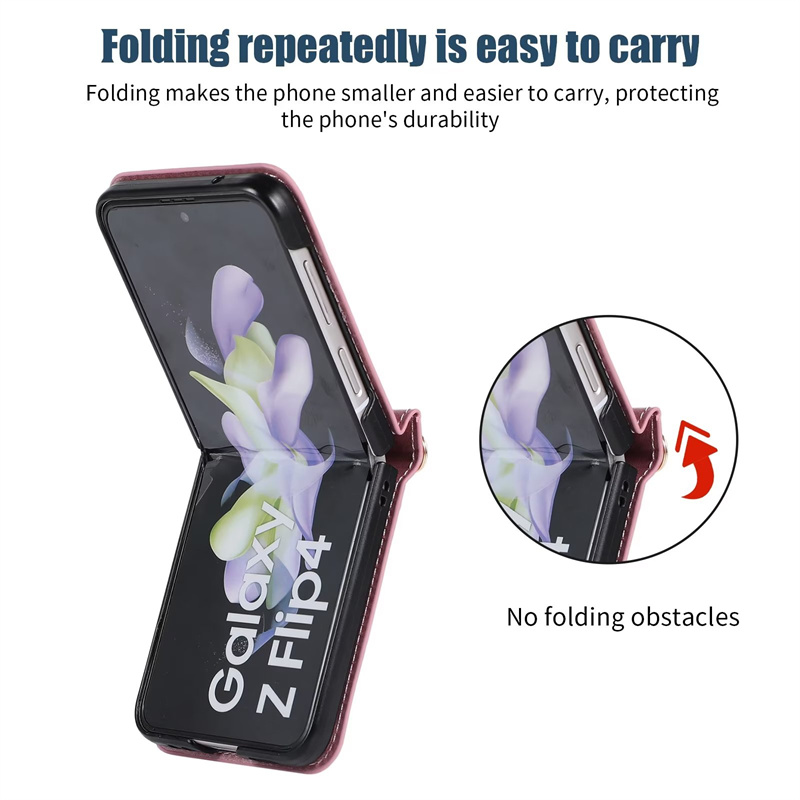 Folding repeatedly is easy to carry
Folding makes the phone smaller and easier to carry, protecting
the phone's durability
Galaxy
Z Flip4
No folding obstacles